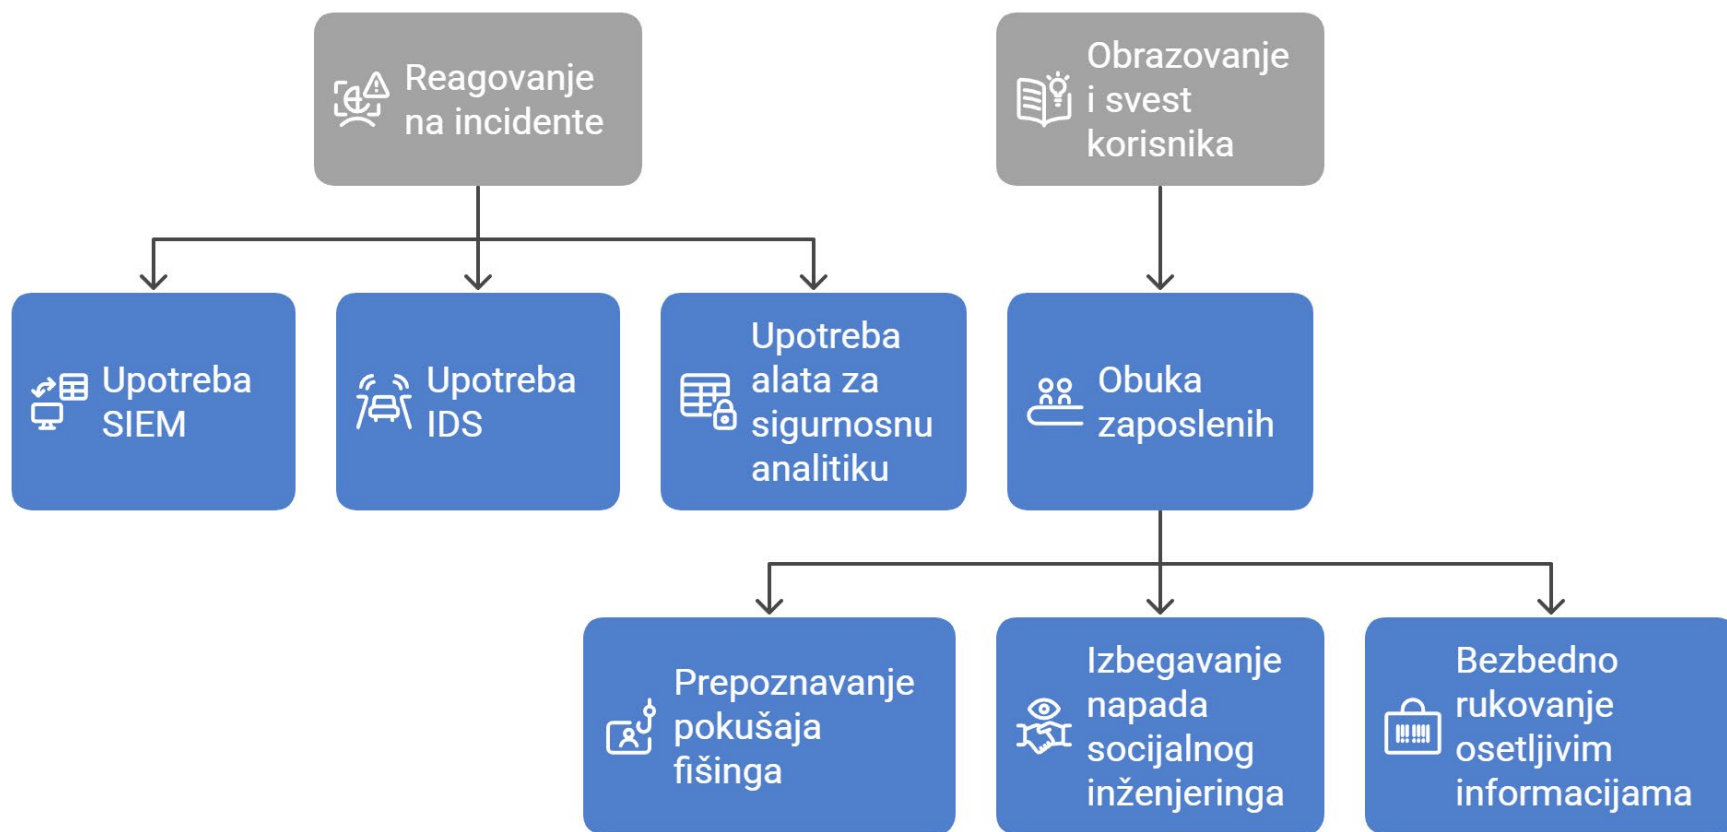 Reagovanje
na incidente
Obrazovanje
i svest
korisnika
Upotreba
SIEM
Upotreba
IDS
Upotreba
alata za
sigurnosnu
analitiku
Obuka
zaposlenih
Prepoznavanje
pokušaja
fišinga
Izbegavanje
napada
socijalnog
inženjeringa
Bezbedno
rukovanje
osetljivim
informacijama